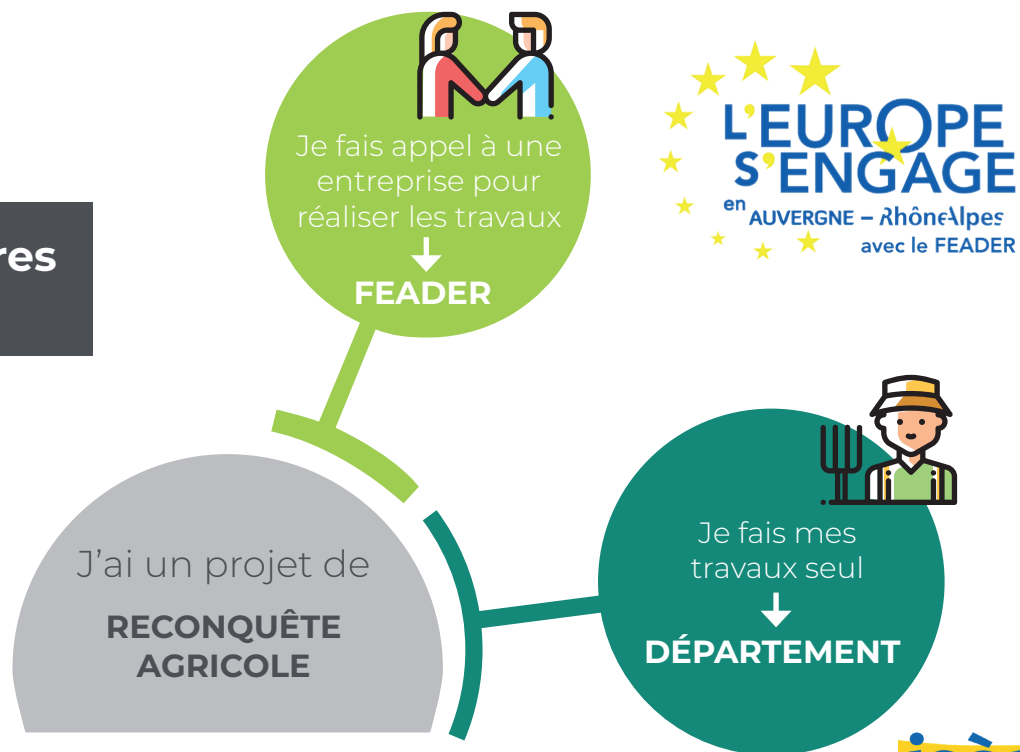 Je fais appel à une
entreprise pour
réaliser les travaux
FEADER
L'EUROPE
S'ENGAGE
en AUVERGNE – RhôneAlpes
avec le FEADER
J'ai un projet de
RECONQUÊTE
AGRICOLE
Je fais mes
travaux seul
DÉPARTEMENT